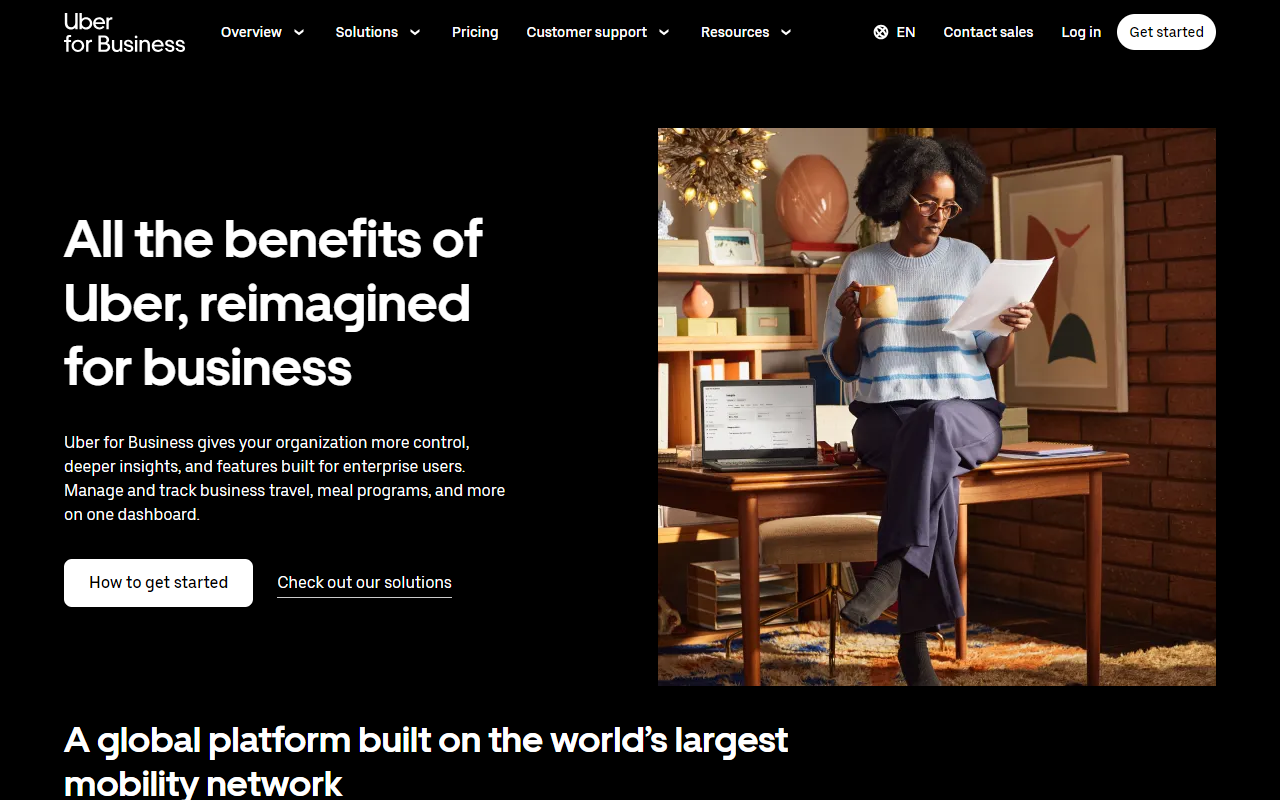 Uber
for Business
Overview
Solutions
Pricing
Customer support
Resources
EN
Contact sales
Log in
Get started
All the benefits of
Uber, reimagined
for business
Uber for Business gives your organization more control,
deeper insights, and features built for enterprise users.
Manage and track business travel, meal programs, and more
on one dashboard.
How to get started
Check out our solutions
A global platform built on the world’s largest
mobility network